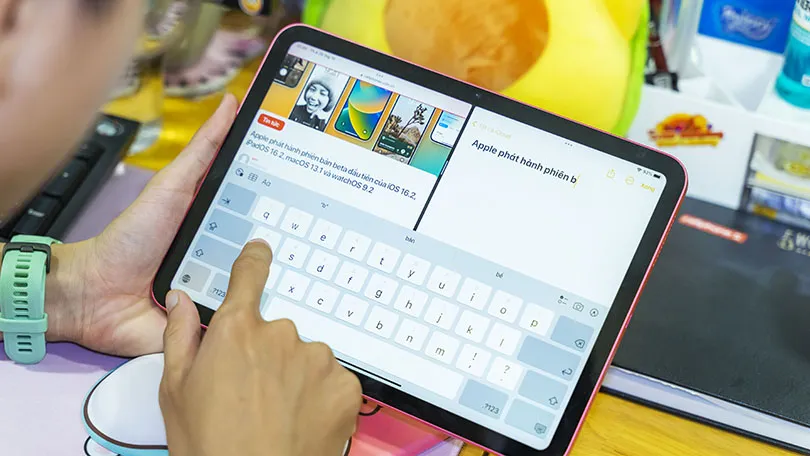 Tin tức
Apple phát hành phiên bản beta đầu tiên của iOS 16.2,
iPadOS 16.2, macOS 13.1 và watchOS 9.2
Apple phát hành phiên b
Xong
Aa
"b"
bản
bề
q w e r t y u i o p
s d f g h j k l
z x c v b n m ! , ? .
.?123
.?123